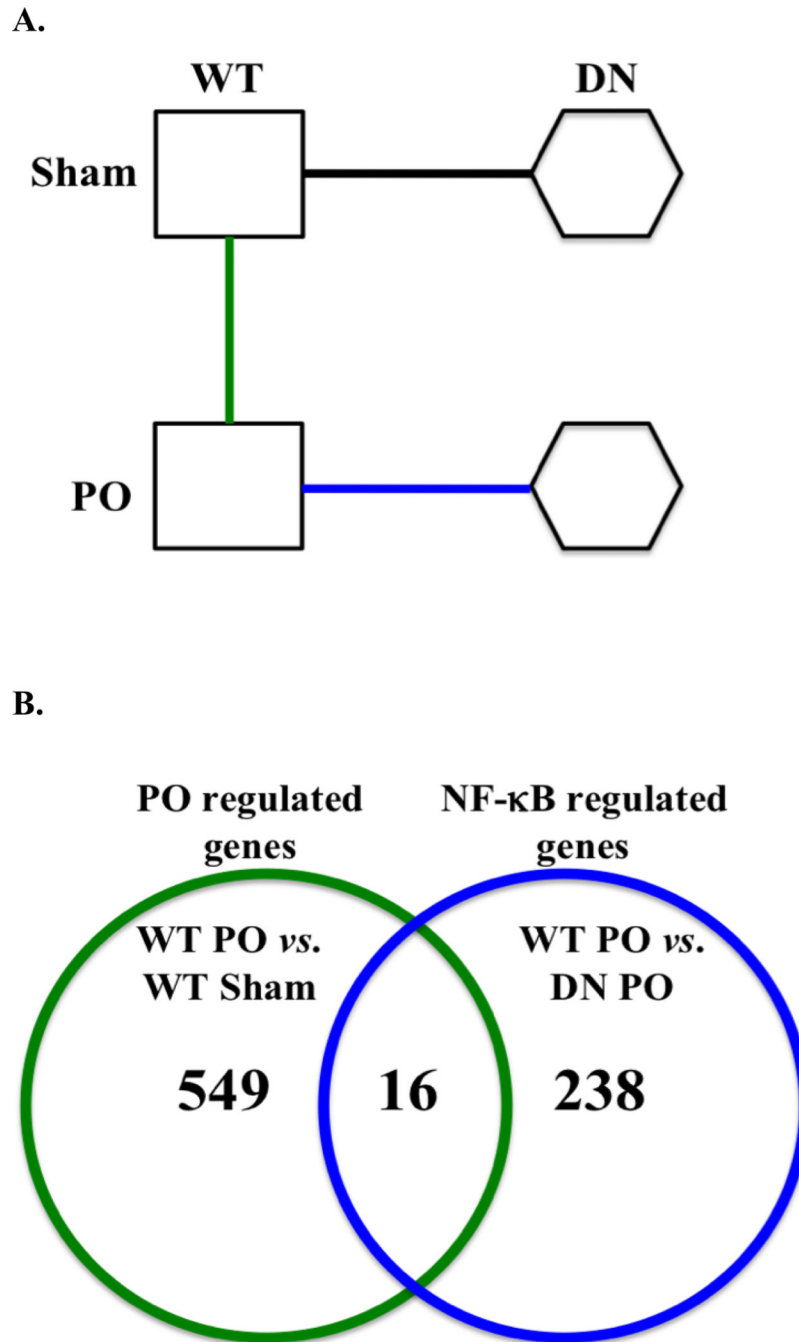 A.
WT DN
Sham
PO
B.
PO regulated genes
NF-κB regulated genes
WT PO vs.
WT Sham
WT PO vs.
DN PO
549 16 238